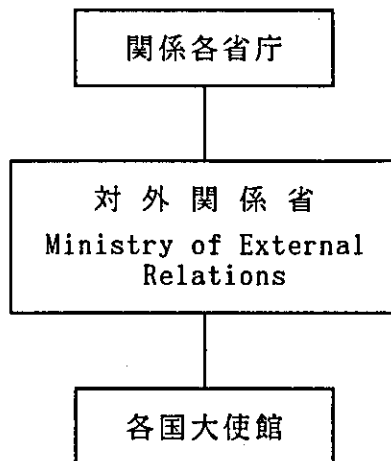 関係各省庁
対外関係省
Ministry of External
Relations
各国大使館